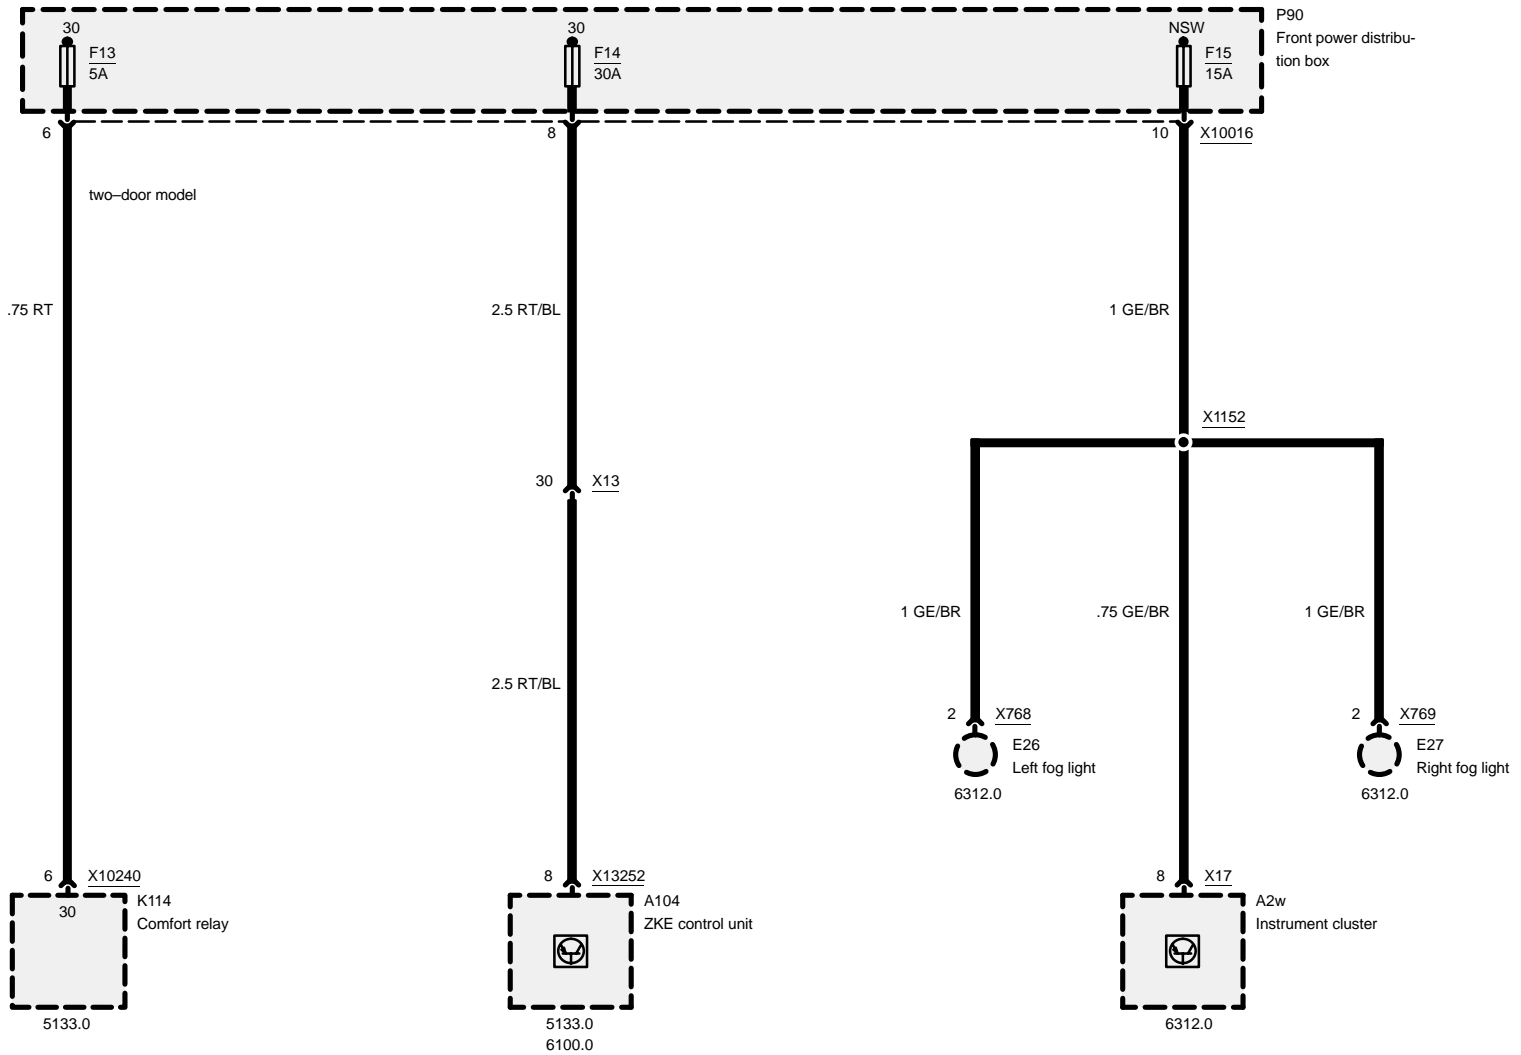 30
F13
5A
30
F14
30A
NSW
F15
15A
P90
Front power distribu-
tion box
6
8
10
X10016
two–door model
.75 RT
2.5 RT/BL
1 GE/BR
X1152
30
X13
1 GE/BR
.75 GE/BR
1 GE/BR
2.5 RT/BL
2
X768
E26
Left fog light
6312.0
2
X769
E27
Right fog light
6312.0
6
X10240
30
K114
Comfort relay
5133.0
8
X13252
A104
ZKE control unit
5133.0
6100.0
8
X17
A2w
Instrument cluster
6312.0